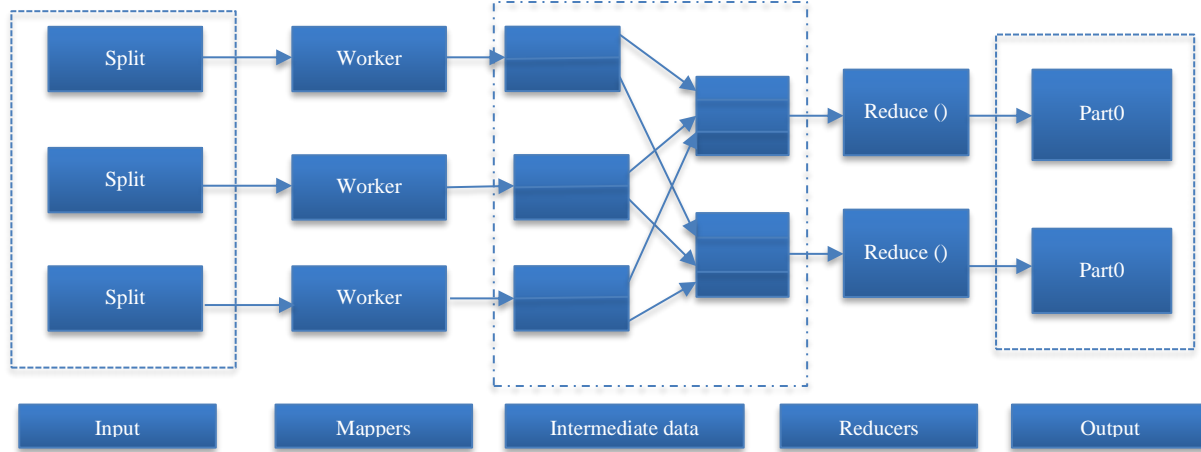 Split
Worker
Reduce ()
Part0
Split
Worker
Split
Worker
Reduce ()
Part0
Input
Mappers
Intermediate data
Reducers
Output